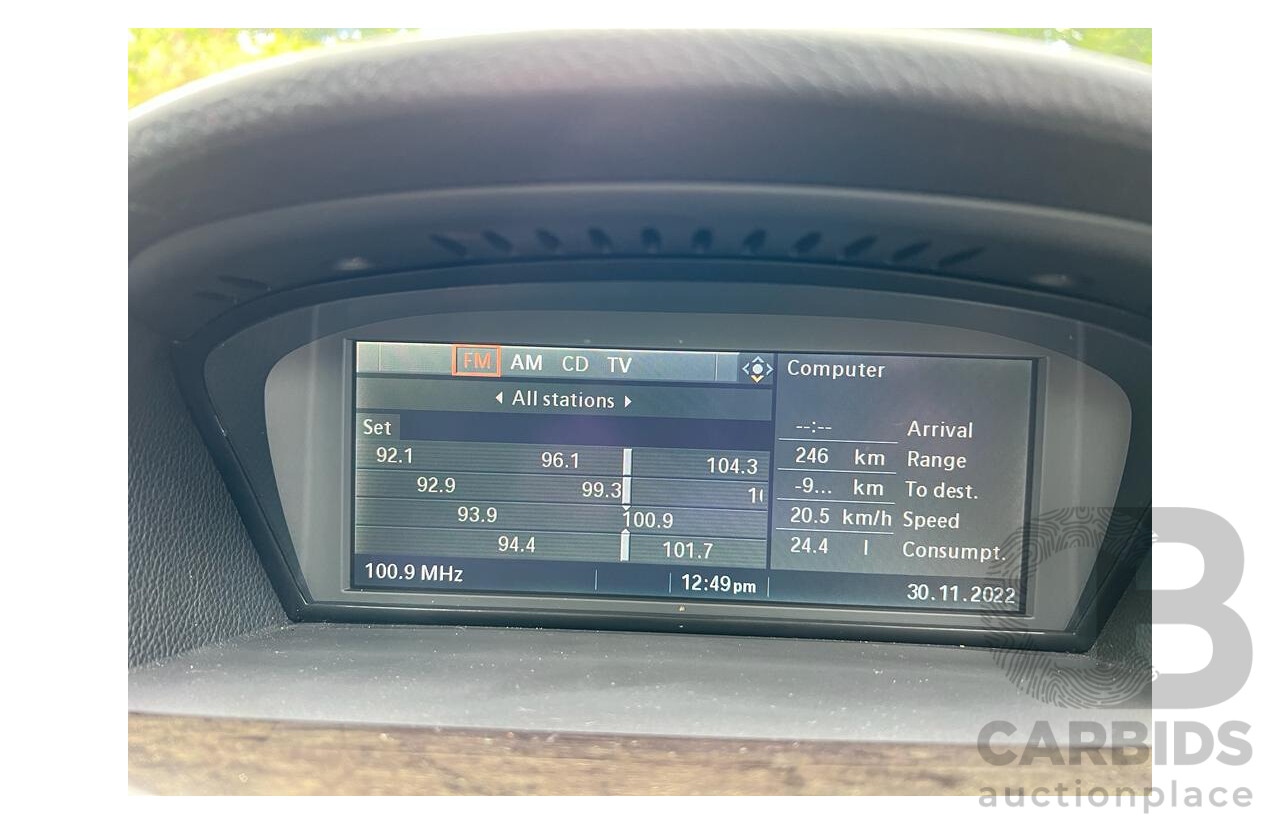 FM AM CD TV
All stations
Set
92.1 96.1 104.3
92.9 99.3
93.9 100.9
94.4 101.7
100.9 MHz 12:49pm
Computer
--:-- Arrival
246 km Range
-9... km To dest.
20.5 km/h Speed
24.4 l Consumpt.
30.11.2022
CB
CARBIDS
auctionplace